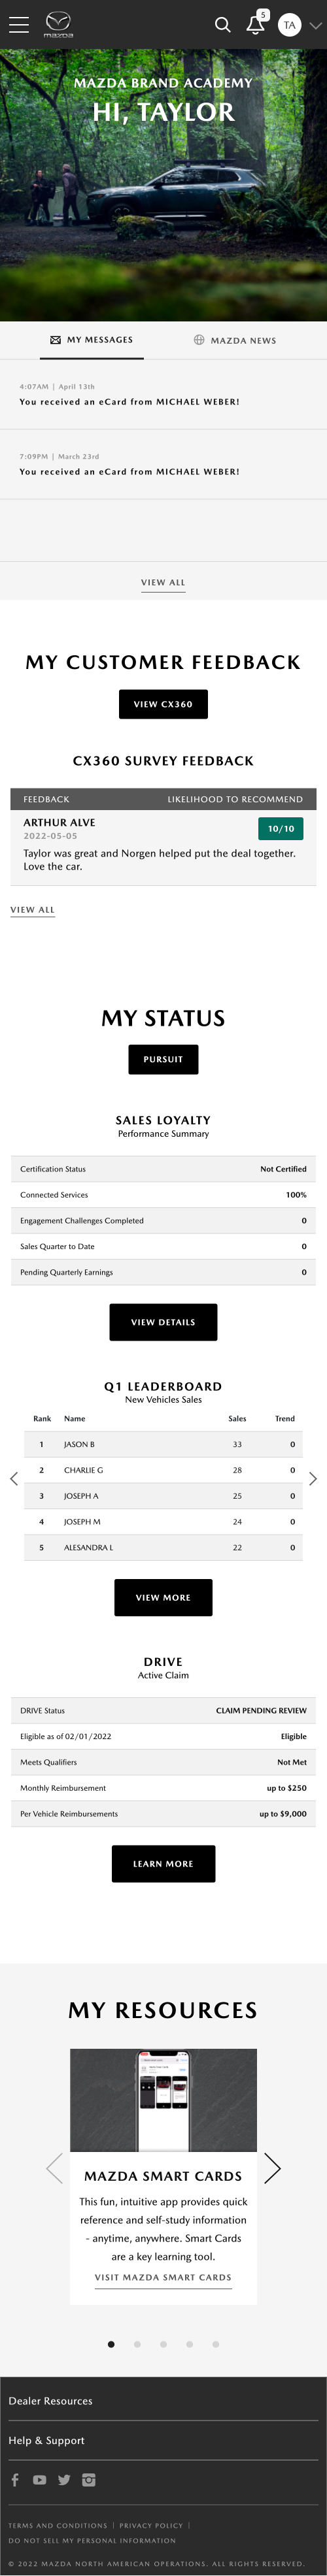 mazda
5
TA
MAZDA BRAND ACADEMY
HI, TAYLOR
MY MESSAGES
MAZDA NEWS
4:07AM | April 13th
You received an eCard from MICHAEL WEBER!
7:09PM | March 23rd
You received an eCard from MICHAEL WEBER!
VIEW ALL
MY CUSTOMER FEEDBACK
VIEW CX360
CX360 SURVEY FEEDBACK
FEEDBACK LIKELIHOOD TO RECOMMEND
ARTHUR ALVE
10/10
2022-05-05
Taylor was great and Norgen helped put the deal together.
Love the car.
VIEW ALL
MY STATUS
PURSUIT
SALES LOYALTY
Performance Summary
Certification Status Not Certified
Connected Services 100%
Engagement Challenges Completed 0
Sales Quarter to Date 0
Pending Quarterly Earnings 0
VIEW DETAILS
Q1 LEADERBOARD
New Vehicles Sales
Rank Name Sales Trend
1 JASON B 33 0
2 CHARLIE G 28 0
3 JOSEPH A 25 0
4 JOSEPH M 24 0
5 ALESANDRA L 22 0
VIEW MORE
DRIVE
Active Claim
DRIVE Status CLAIM PENDING REVIEW
Eligible as of 02/01/2022 Eligible
Meets Qualifiers Not Met
Monthly Reimbursement up to $250
Per Vehicle Reimbursements up to $9,000
LEARN MORE
MY RESOURCES
MAZDA SMART CARDS
This fun, intuitive app provides quick
reference and self-study information
- anytime, anywhere. Smart Cards
are a key learning tool.
VISIT MAZDA SMART CARDS
Dealer Resources
Help & Support
TERMS AND CONDITIONS | PRIVACY POLICY |
DO NOT SELL MY PERSONAL INFORMATION
© 2022 MAZDA NORTH AMERICAN OPERATIONS. ALL RIGHTS RESERVED.